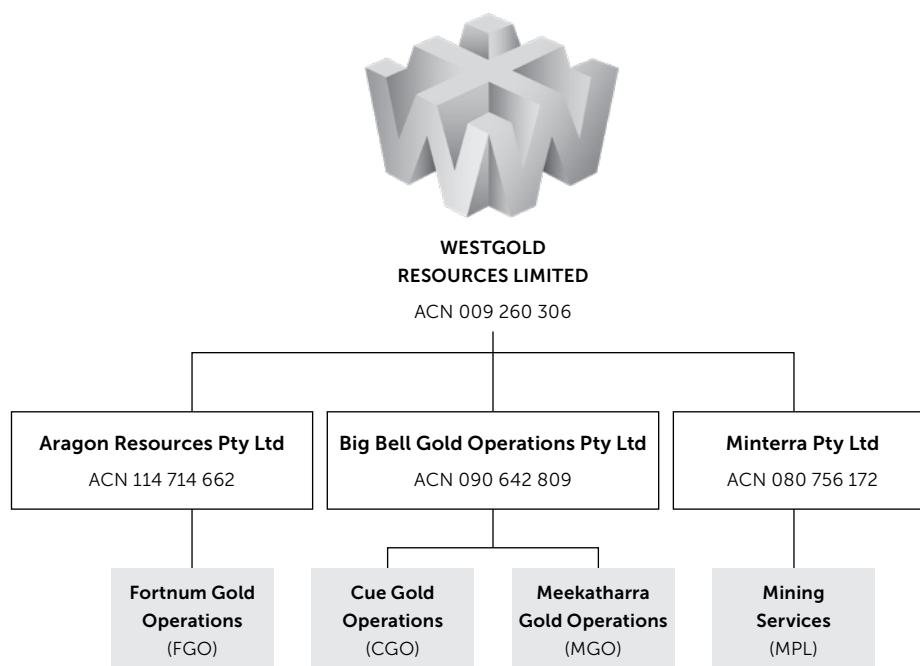 WESTGOLD
RESOURCES LIMITED
ACN 009 260 306
Aragon Resources Pty Ltd
ACN 114 714 662
Big Bell Gold Operations Pty Ltd
ACN 090 642 809
Minterra Pty Ltd
ACN 080 756 172
Fortnum Gold
Operations
(FGO)
Cue Gold
Operations
(CGO)
Meekatharra
Gold Operations
(MGO)
Mining
Services
(MPL)